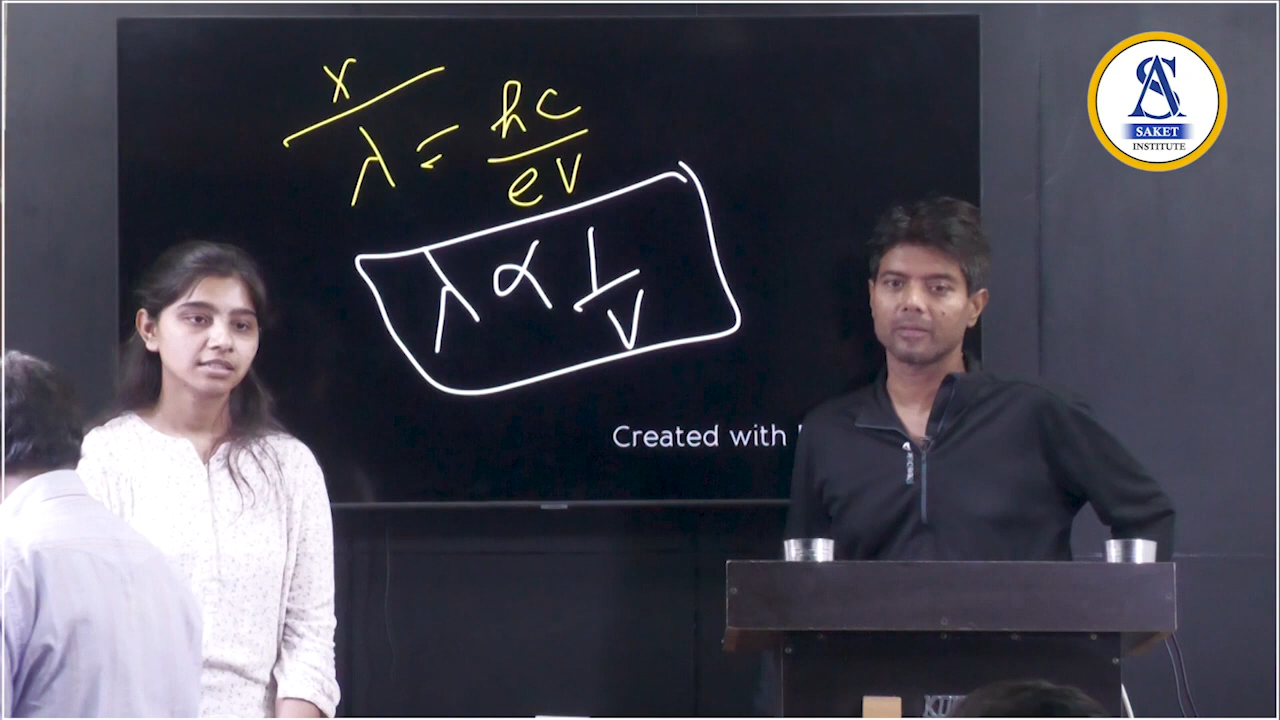 x
λ = hc
eV
λ ∝ 1
V
Created with
SAKET
INSTITUTE